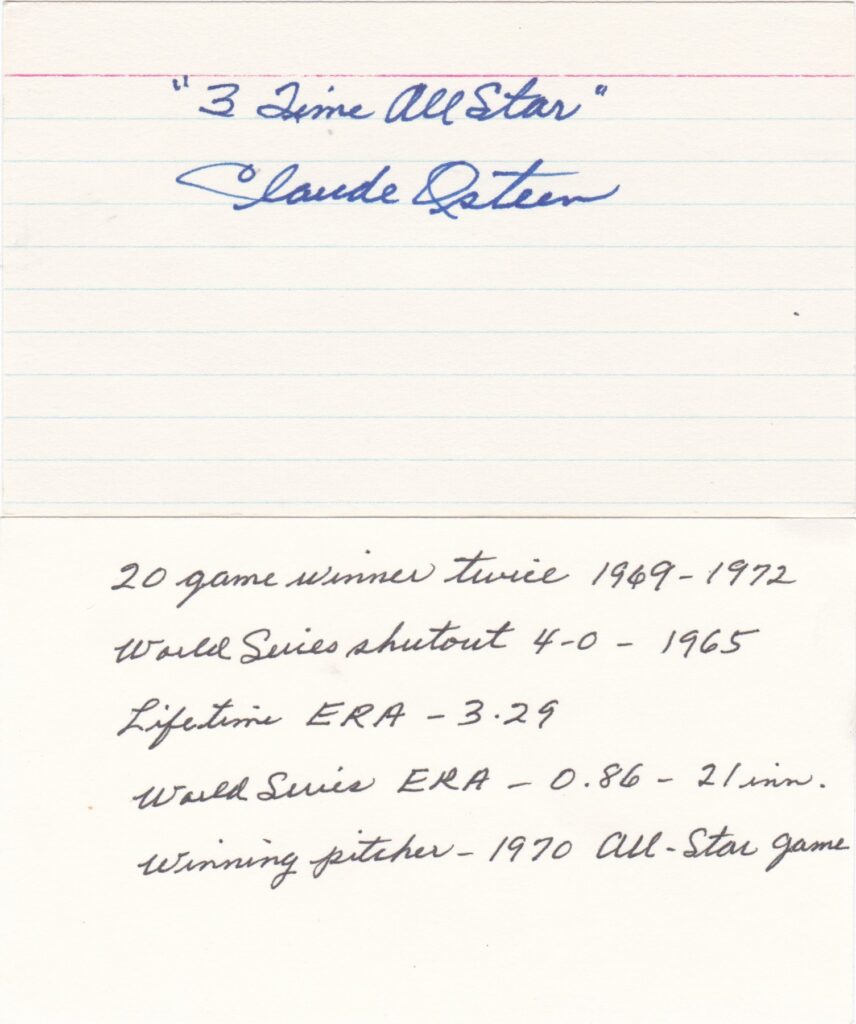 "3 Time All Star"
Claude Osteen
20 game winner twice 1969-1972
World Series shutout 4-0 - 1965
Lifetime ERA - 3.29
World Series ERA - 0.86 - 21 inn.
Winning pitcher - 1970 All-Star game